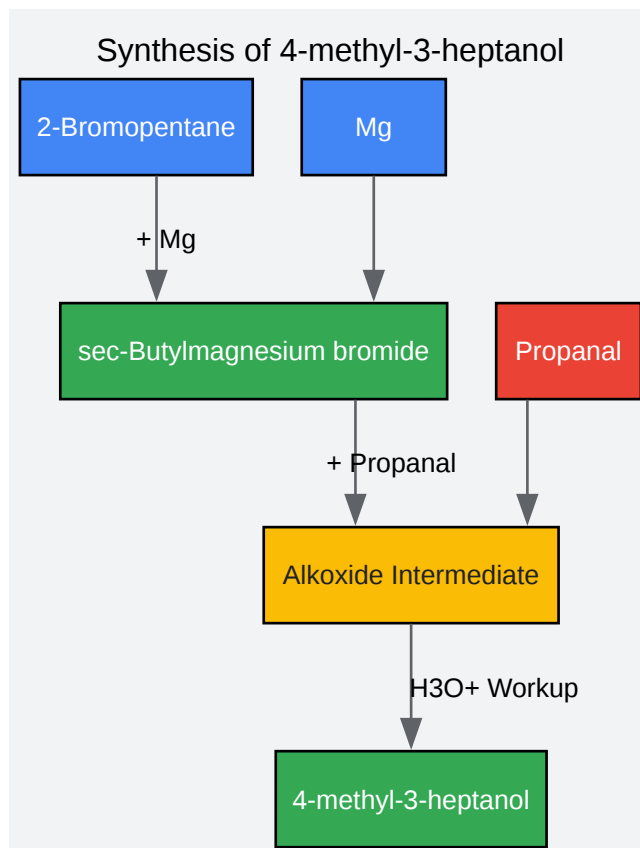 Synthesis of 4-methyl-3-heptanol
2-Bromopentane
Mg
+ Mg
sec-Butylmagnesium bromide
Propanal
+ Propanal
Alkoxide Intermediate
H3O+ Workup
4-methyl-3-heptanol